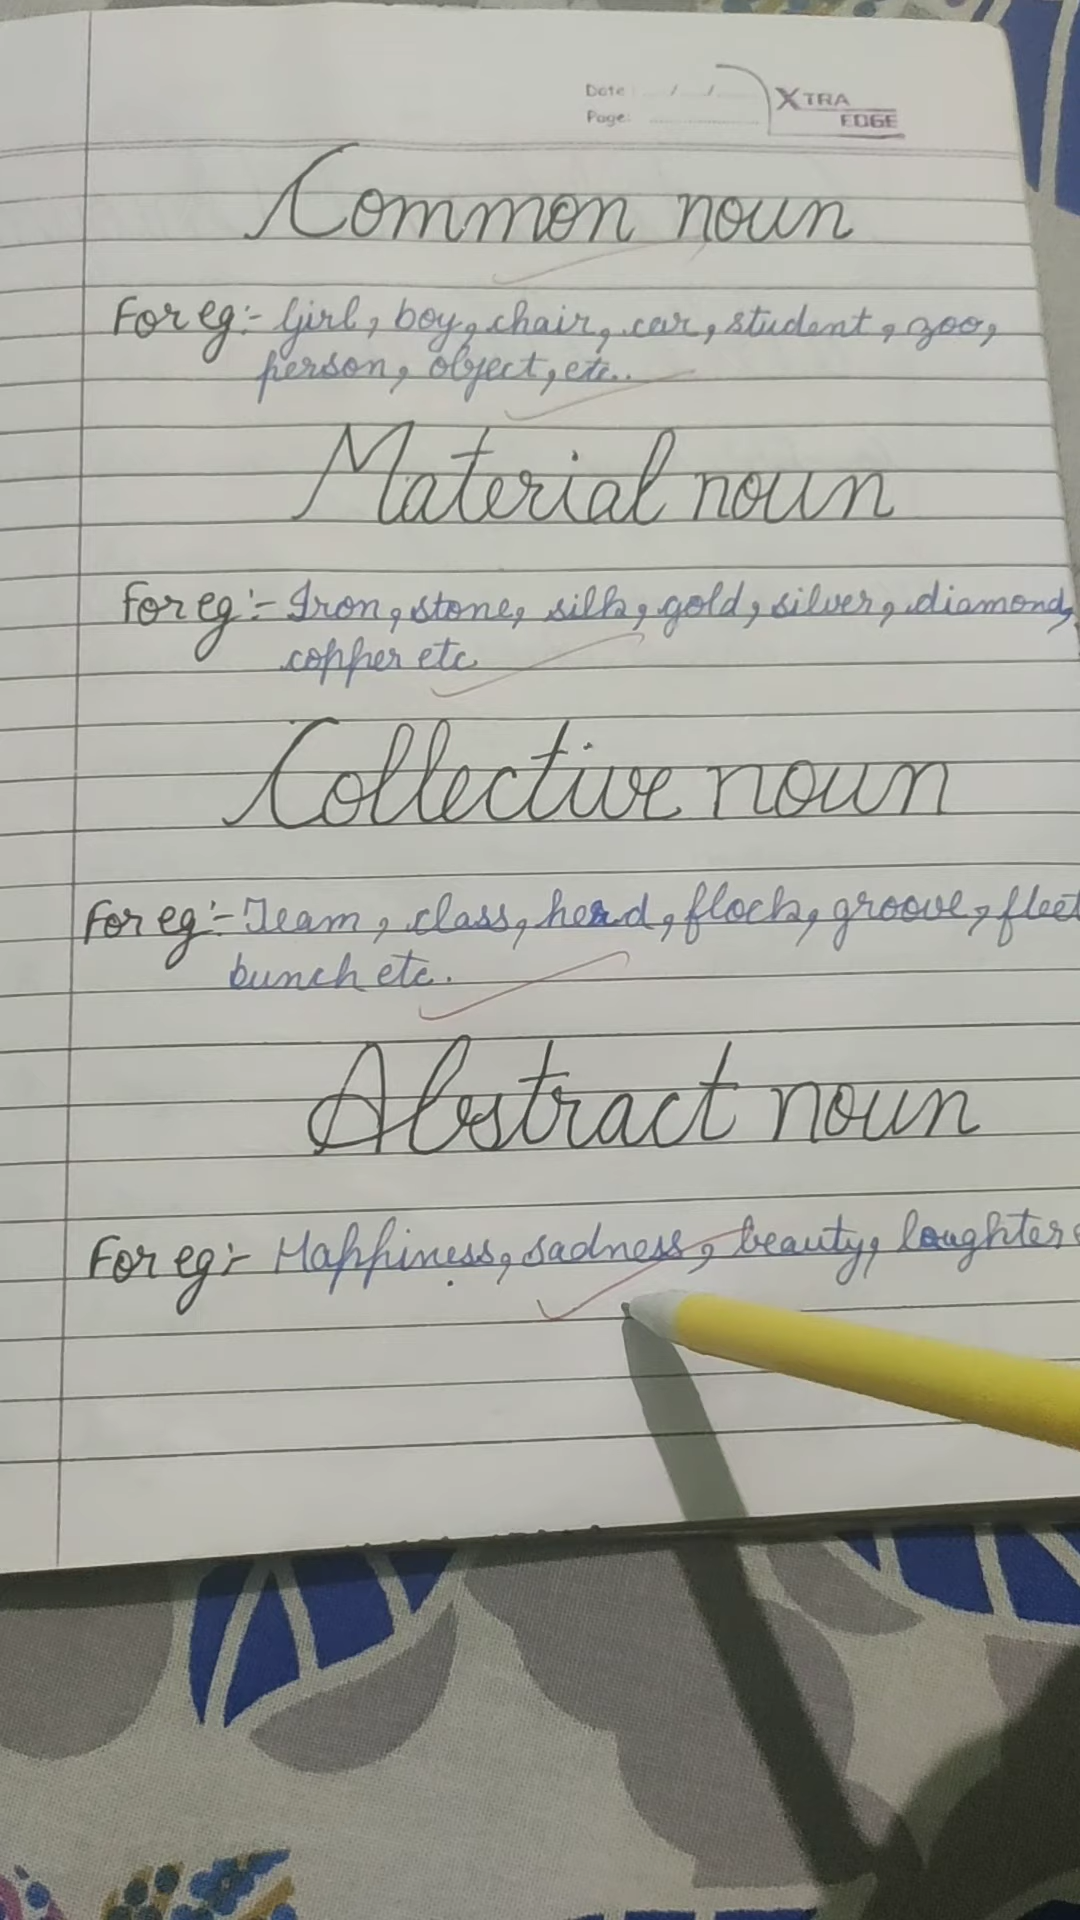 Date / /
Page:
XTRA
EDGE
Common noun
For eg:- Girl, boy, chair, car, student, zoo,
person, object, etc..
Material noun
For eg:- Iron, stone, silk, gold, silver, diamond,
copper etc
Collective noun
For eg:- Team, class, herd, flock, groove, fleet
bunch etc.
Abstract noun
For eg:- Happiness, sadness, beauty, laughter